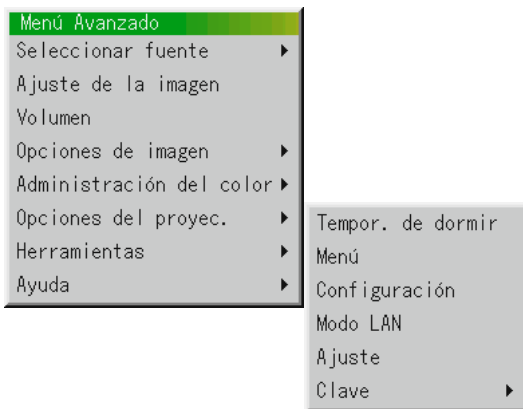 Menú Avanzado
Seleccionar fuente
Ajuste de la imagen
Volumen
Opciones de imagen
Administración del color
Opciones del proyec.
Herramientas
Ayuda
Tempor. de dormir
Menú
Configuración
Modo LAN
Ajuste
Clave